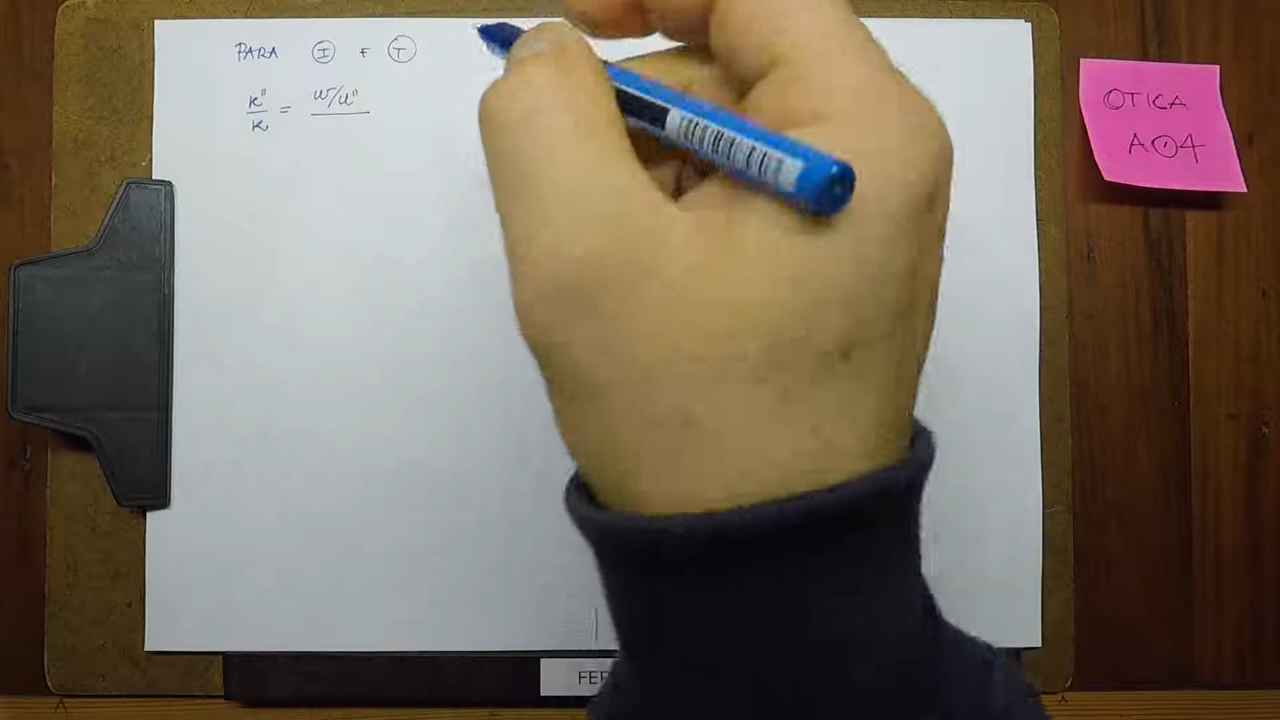 PARA Ⓘ E Ⓣ
k'' / k = w/u''
OTICA
A04